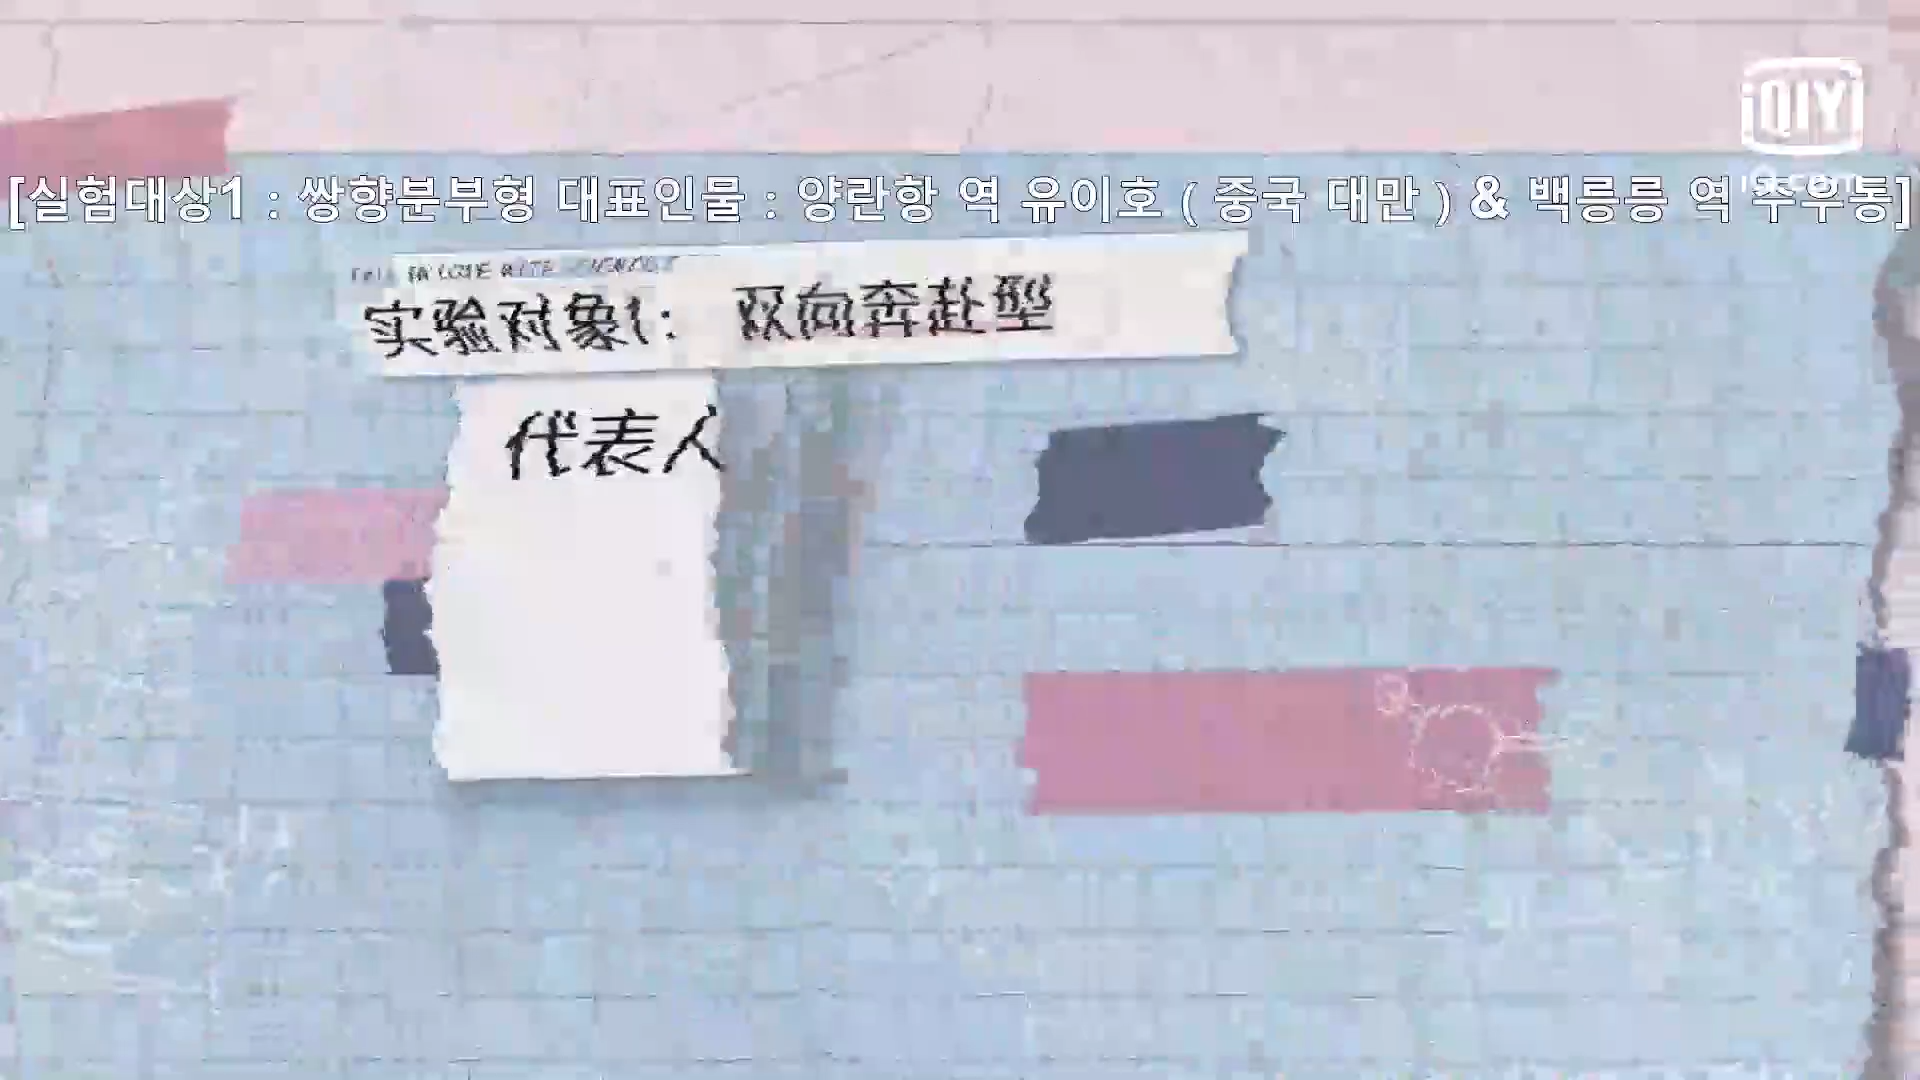 iQIY
[실험대상1 : 쌍향분부형 대표인물 : 양란항 역 유이호 ( 중국 대만 ) & 백릉릉 역 주우동]
实验对象1: 双向奔赴型
代表人